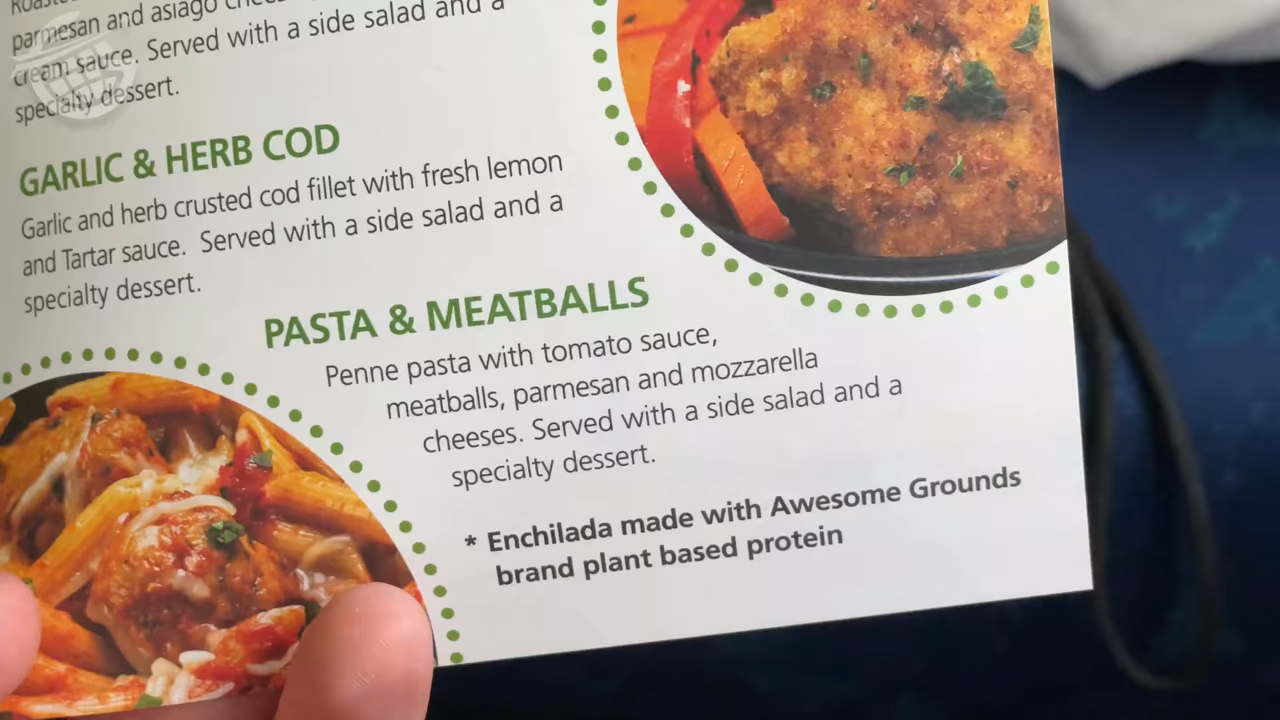 Roasted
parmesan and asiago chees
cream sauce. Served with a side salad and a
specialty dessert.
GARLIC & HERB COD
Garlic and herb crusted cod fillet with fresh lemon
and Tartar sauce. Served with a side salad and a
specialty dessert.
PASTA & MEATBALLS
Penne pasta with tomato sauce,
meatballs, parmesan and mozzarella
cheeses. Served with a side salad and a
specialty dessert.
* Enchilada made with Awesome Grounds
brand plant based protein